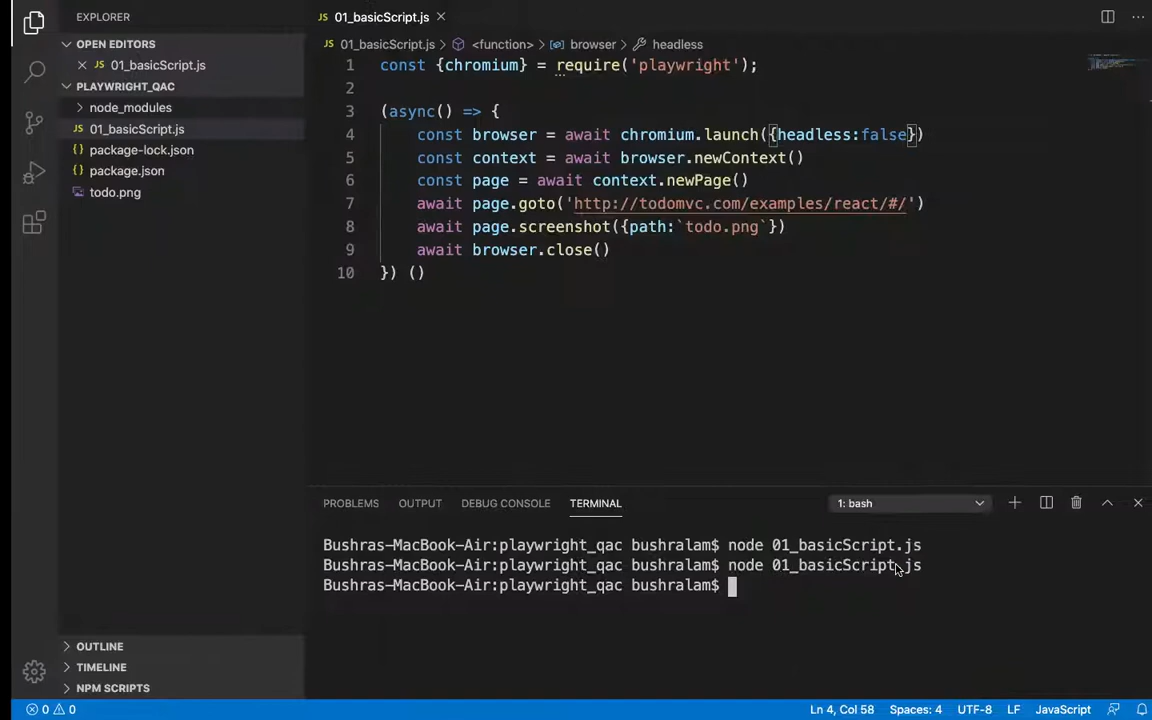 EXPLORER
OPEN EDITORS
JS 01_basicScript.js
PLAYWRIGHT_QAC
node_modules
01_basicScript.js
{} package-lock.json
{} package.json
todo.png
OUTLINE
TIMELINE
NPM SCRIPTS
JS 01_basicScript.js
JS 01_basicScript.js > <function> > browser > headless
1 const {chromium} = require('playwright');
2
3 (async() => {
4 const browser = await chromium.launch({headless:false})
5 const context = await browser.newContext()
6 const page = await context.newPage()
7 await page.goto('http://todomvc.com/examples/react/#/')
8 await page.screenshot({path:`todo.png`})
9 await browser.close()
10 }) ()
PROBLEMS OUTPUT DEBUG CONSOLE TERMINAL 1: bash
Bushras-MacBook-Air:playwright_qac bushralam$ node 01_basicScript.js
Bushras-MacBook-Air:playwright_qac bushralam$ node 01_basicScript.js
Bushras-MacBook-Air:playwright_qac bushralam$
0 0 Ln 4, Col 58 Spaces: 4 UTF-8 LF JavaScript